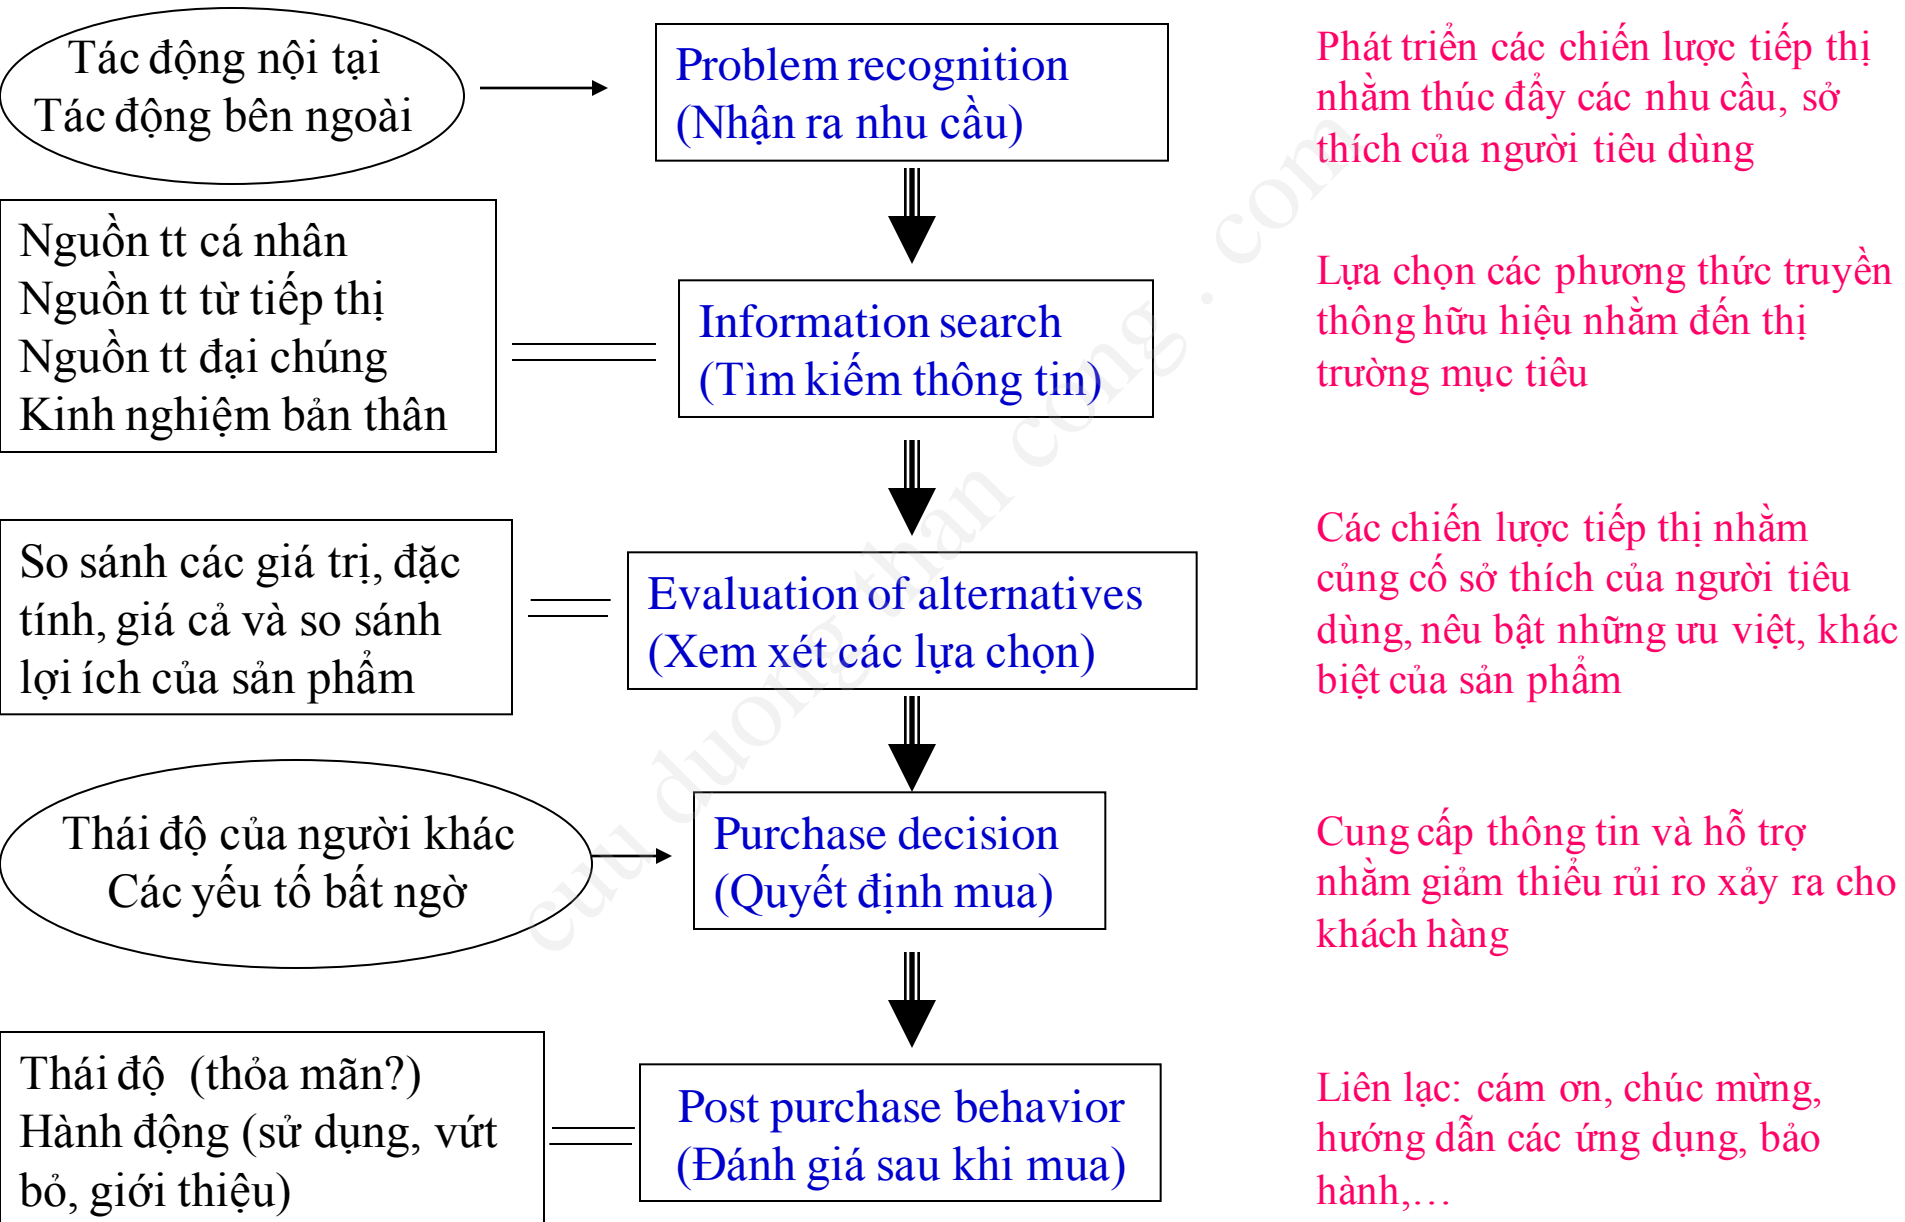 Tác động nội tại
Tác động bên ngoài
Problem recognition
(Nhận ra nhu cầu)
Phát triển các chiến lược tiếp thị
nhằm thúc đẩy các nhu cầu, sở
thích của người tiêu dùng
Nguồn tt cá nhân
Nguồn tt từ tiếp thị
Nguồn tt đại chúng
Kinh nghiệm bản thân
Information search
(Tìm kiếm thông tin)
Lựa chọn các phương thức truyền
thông hữu hiệu nhằm đến thị
trường mục tiêu
So sánh các giá trị, đặc
tính, giá cả và so sánh
lợi ích của sản phẩm
Evaluation of alternatives
(Xem xét các lựa chọn)
Các chiến lược tiếp thị nhằm
củng cố sở thích của người tiêu
dùng, nêu bật những ưu việt, khác
biệt của sản phẩm
Thái độ của người khác
Các yếu tố bất ngờ
Purchase decision
(Quyết định mua)
Cung cấp thông tin và hỗ trợ
nhằm giảm thiểu rủi ro xảy ra cho
khách hàng
Thái độ (thỏa mãn?)
Hành động (sử dụng, vứt
bỏ, giới thiệu)
Post purchase behavior
(Đánh giá sau khi mua)
Liên lạc: cám ơn, chúc mừng,
hướng dẫn các ứng dụng, bảo
hành,…
cuu duong than cong . com